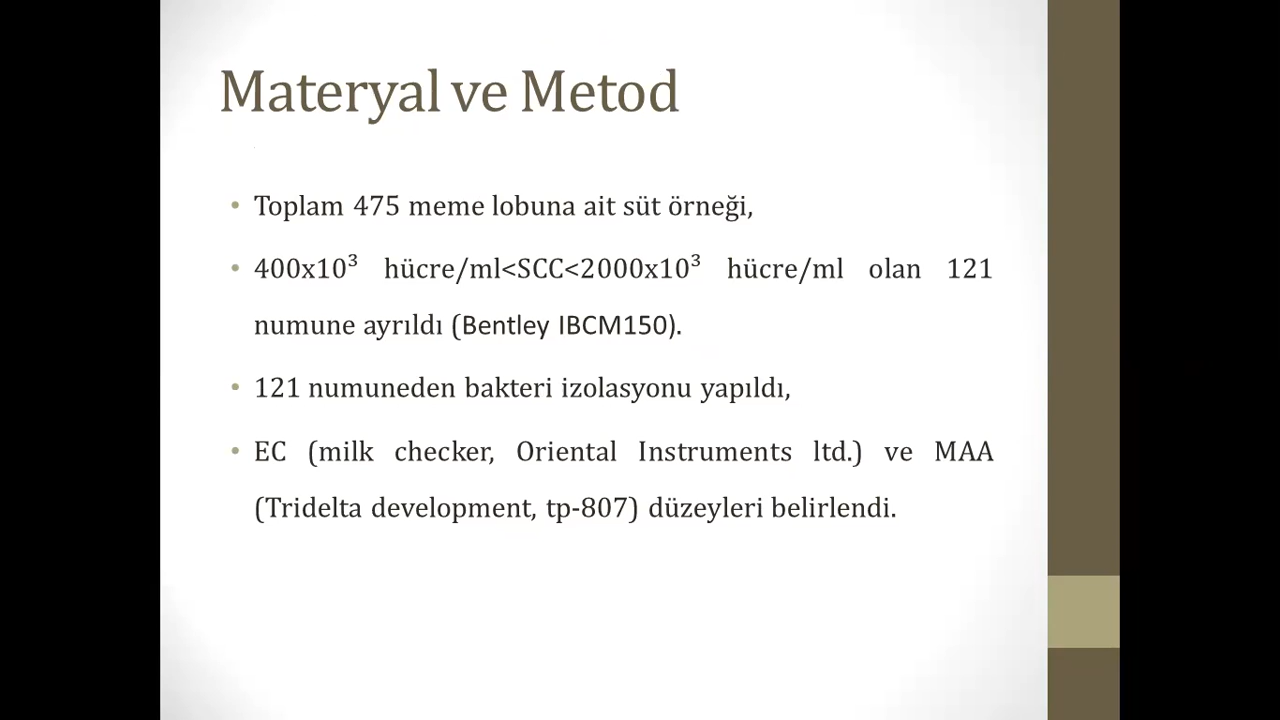 Materyal ve Metod
• Toplam 475 meme lobuna ait süt örneği,
• 400x10³ hücre/ml<SCC<2000x10³ hücre/ml olan 121
numune ayrıldı (Bentley IBCM150).
• 121 numuneden bakteri izolasyonu yapıldı,
• EC (milk checker, Oriental Instruments ltd.) ve MAA
(Tridelta development, tp-807) düzeyleri belirlendi.